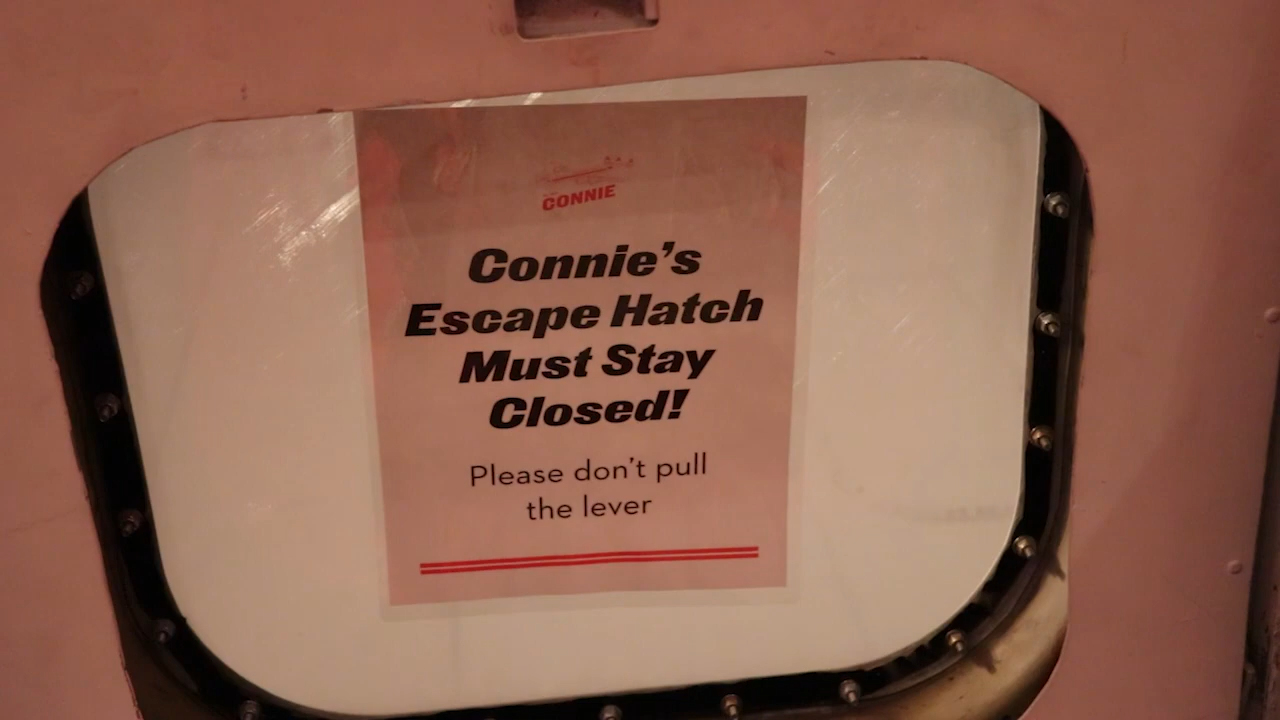 CONNIE
Connie's
Escape Hatch
Must Stay
Closed!
Please don't pull
the lever